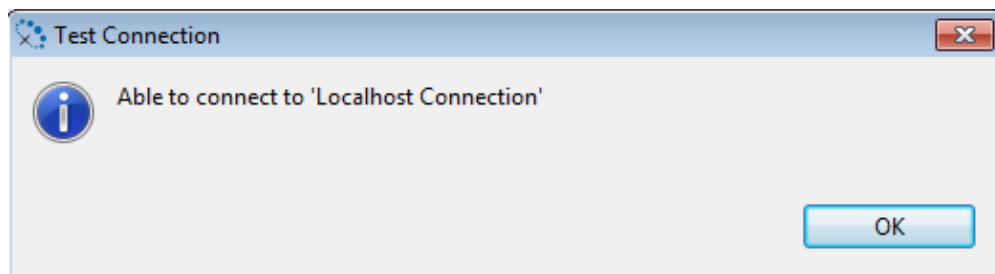 Test Connection
Able to connect to 'Localhost Connection'
OK